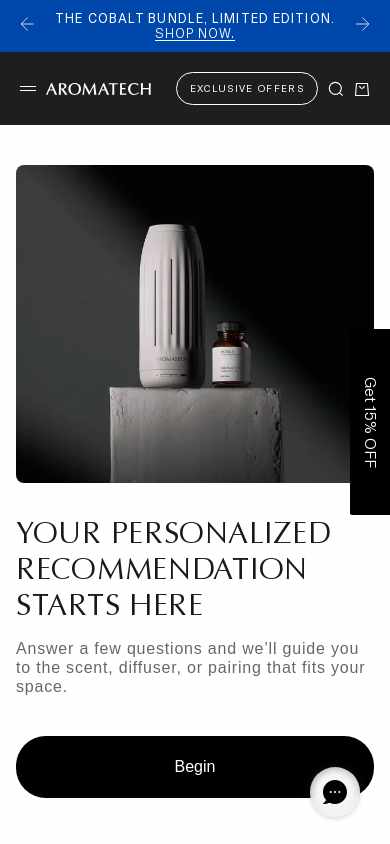 THE COBALT BUNDLE, LIMITED EDITION.
SHOP NOW.
AROMATECH
EXCLUSIVE OFFERS
AROMATECH
Get 15% OFF
YOUR PERSONALIZED
RECOMMENDATION
STARTS HERE
Answer a few questions and we'll guide you
to the scent, diffuser, or pairing that fits your
space.
Begin